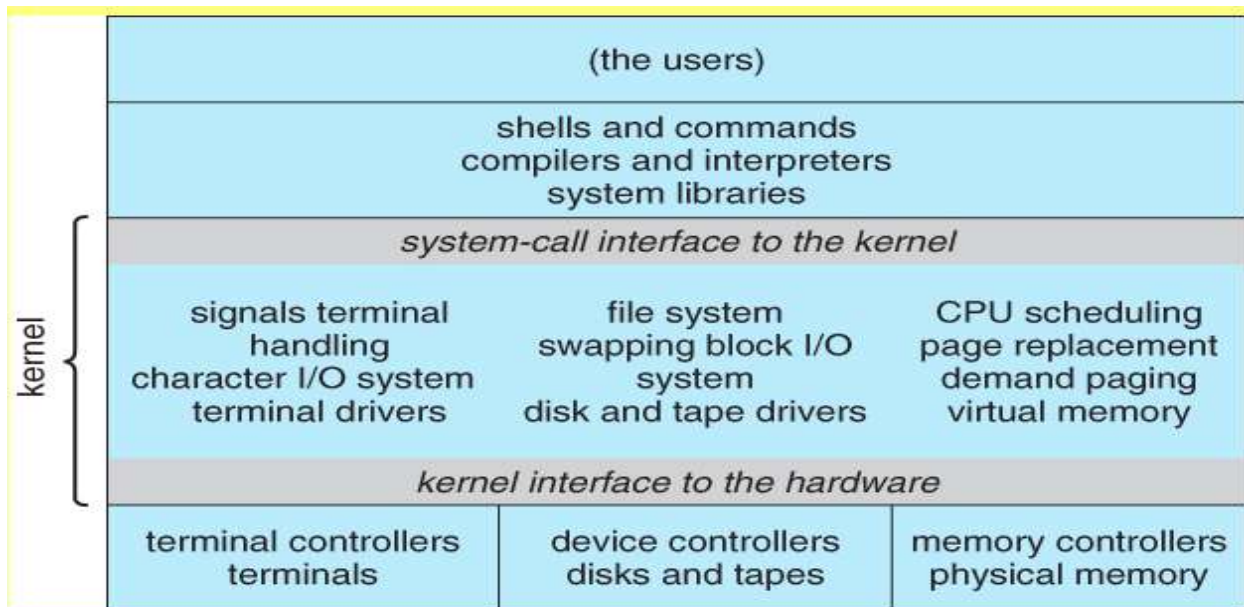 (the users)
shells and commands
compilers and interpreters
system libraries
system-call interface to the kernel
kernel
signals terminal
handling
character I/O system
terminal drivers
file system
swapping block I/O
system
disk and tape drivers
CPU scheduling
page replacement
demand paging
virtual memory
kernel interface to the hardware
terminal controllers
terminals
device controllers
disks and tapes
memory controllers
physical memory